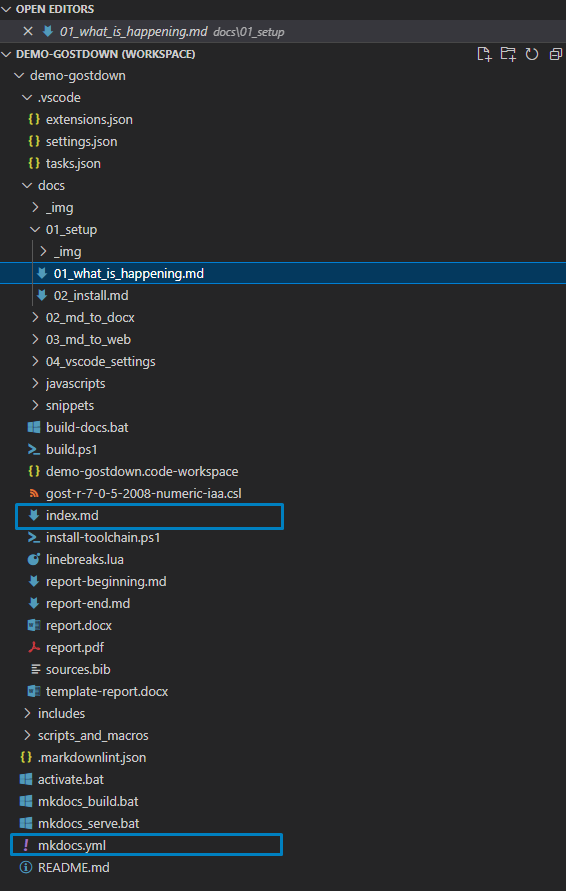 OPEN EDITORS
01_what_is_happening.md docs\01_setup
DEMO-GOSTDOWN (WORKSPACE)
demo-gostdown
.vscode
{} extensions.json
{} settings.json
{} tasks.json
docs
_img
01_setup
_img
01_what_is_happening.md
02_install.md
02_md_to_docx
03_md_to_web
04_vscode_settings
javascripts
snippets
build-docs.bat
build.ps1
{} demo-gostdown.code-workspace
gost-r-7-0-5-2008-numeric-iaa.csl
index.md
install-toolchain.ps1
linebreaks.lua
report-beginning.md
report-end.md
report.docx
report.pdf
sources.bib
template-report.docx
includes
scripts_and_macros
{} .markdownlint.json
activate.bat
mkdocs_build.bat
mkdocs_serve.bat
! mkdocs.yml
README.md